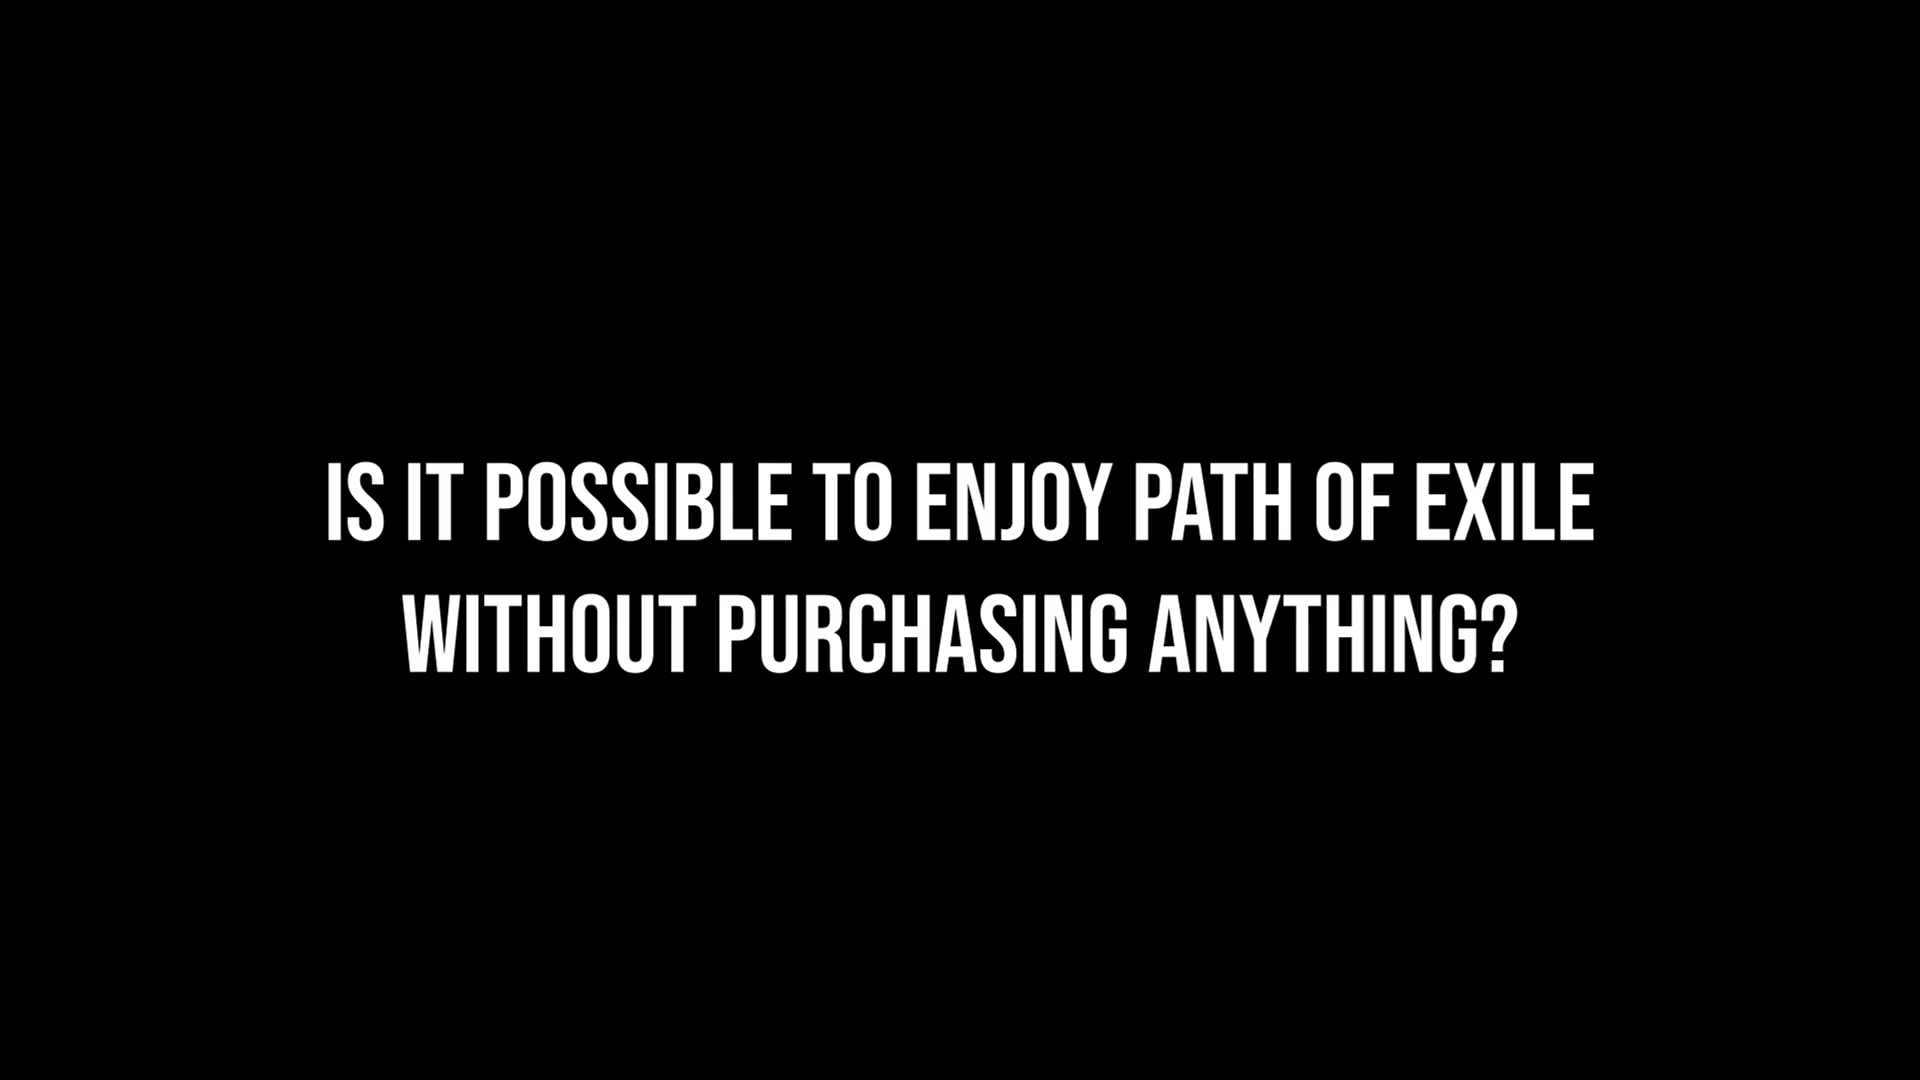 IS IT POSSIBLE TO ENJOY PATH OF EXILE
WITHOUT PURCHASING ANYTHING?